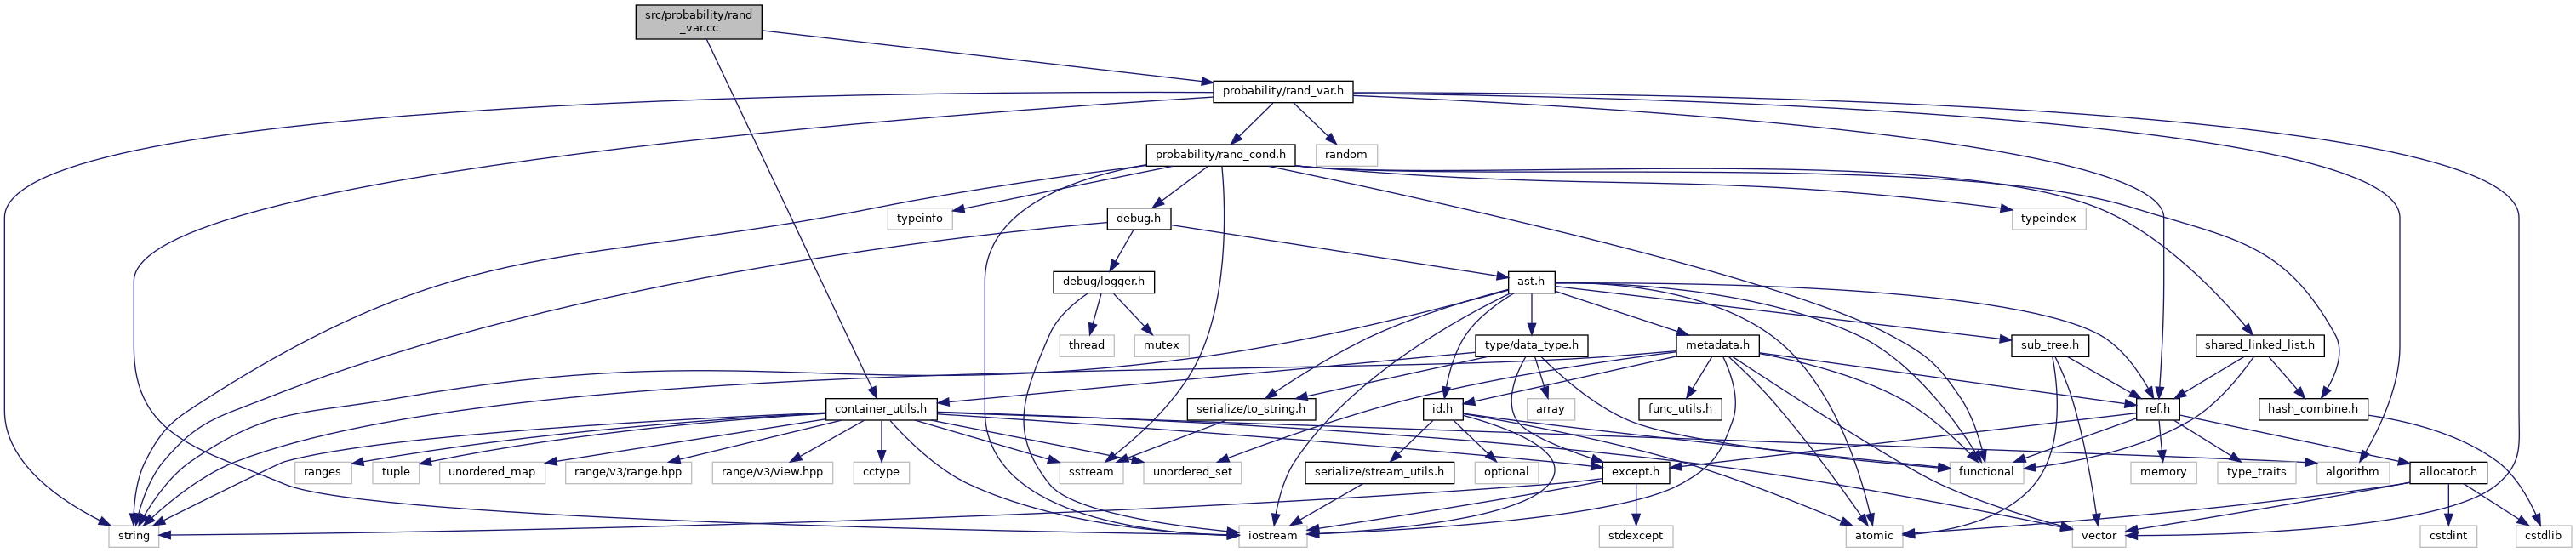 src/probability/rand
_var.cc
probability/rand_var.h
probability/rand_cond.h
random
typeinfo
debug.h
typeindex
debug/logger.h
ast.h
thread
mutex
type/data_type.h
metadata.h
sub_tree.h
shared_linked_list.h
container_utils.h
serialize/to_string.h
id.h
array
func_utils.h
ref.h
hash_combine.h
ranges
tuple
unordered_map
range/v3/range.hpp
range/v3/view.hpp
cctype
sstream
unordered_set
serialize/stream_utils.h
optional
except.h
functional
memory
type_traits
algorithm
allocator.h
string
iostream
stdexcept
atomic
vector
cstdint
cstdlib